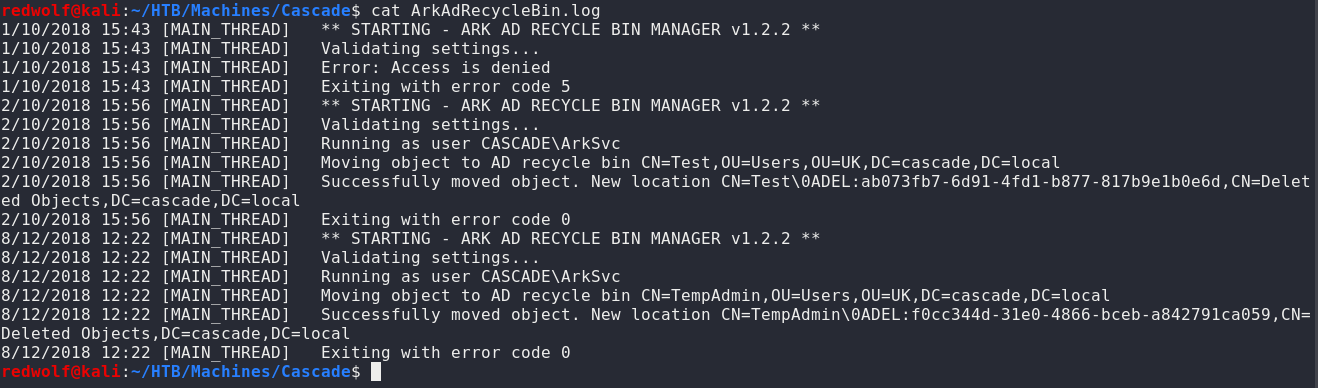 redwolf@kali:~/HTB/Machines/Cascade$ cat ArkAdRecycleBin.log
1/10/2018 15:43 [MAIN_THREAD]   ** STARTING - ARK AD RECYCLE BIN MANAGER v1.2.2 **
1/10/2018 15:43 [MAIN_THREAD]   Validating settings...
1/10/2018 15:43 [MAIN_THREAD]   Error: Access is denied
1/10/2018 15:43 [MAIN_THREAD]   Exiting with error code 5
2/10/2018 15:56 [MAIN_THREAD]   ** STARTING - ARK AD RECYCLE BIN MANAGER v1.2.2 **
2/10/2018 15:56 [MAIN_THREAD]   Validating settings...
2/10/2018 15:56 [MAIN_THREAD]   Running as user CASCADE\ArkSvc
2/10/2018 15:56 [MAIN_THREAD]   Moving object to AD recycle bin CN=Test,OU=Users,OU=UK,DC=cascade,DC=local
2/10/2018 15:56 [MAIN_THREAD]   Successfully moved object. New location CN=Test\0ADEL:ab073fb7-6d91-4fd1-b877-817b9e1b0e6d,CN=Delet
ed Objects,DC=cascade,DC=local
2/10/2018 15:56 [MAIN_THREAD]   Exiting with error code 0
8/12/2018 12:22 [MAIN_THREAD]   ** STARTING - ARK AD RECYCLE BIN MANAGER v1.2.2 **
8/12/2018 12:22 [MAIN_THREAD]   Validating settings...
8/12/2018 12:22 [MAIN_THREAD]   Running as user CASCADE\ArkSvc
8/12/2018 12:22 [MAIN_THREAD]   Moving object to AD recycle bin CN=TempAdmin,OU=Users,OU=UK,DC=cascade,DC=local
8/12/2018 12:22 [MAIN_THREAD]   Successfully moved object. New location CN=TempAdmin\0ADEL:f0cc344d-31e0-4866-bceb-a842791ca059,CN=
Deleted Objects,DC=cascade,DC=local
8/12/2018 12:22 [MAIN_THREAD]   Exiting with error code 0
redwolf@kali:~/HTB/Machines/Cascade$